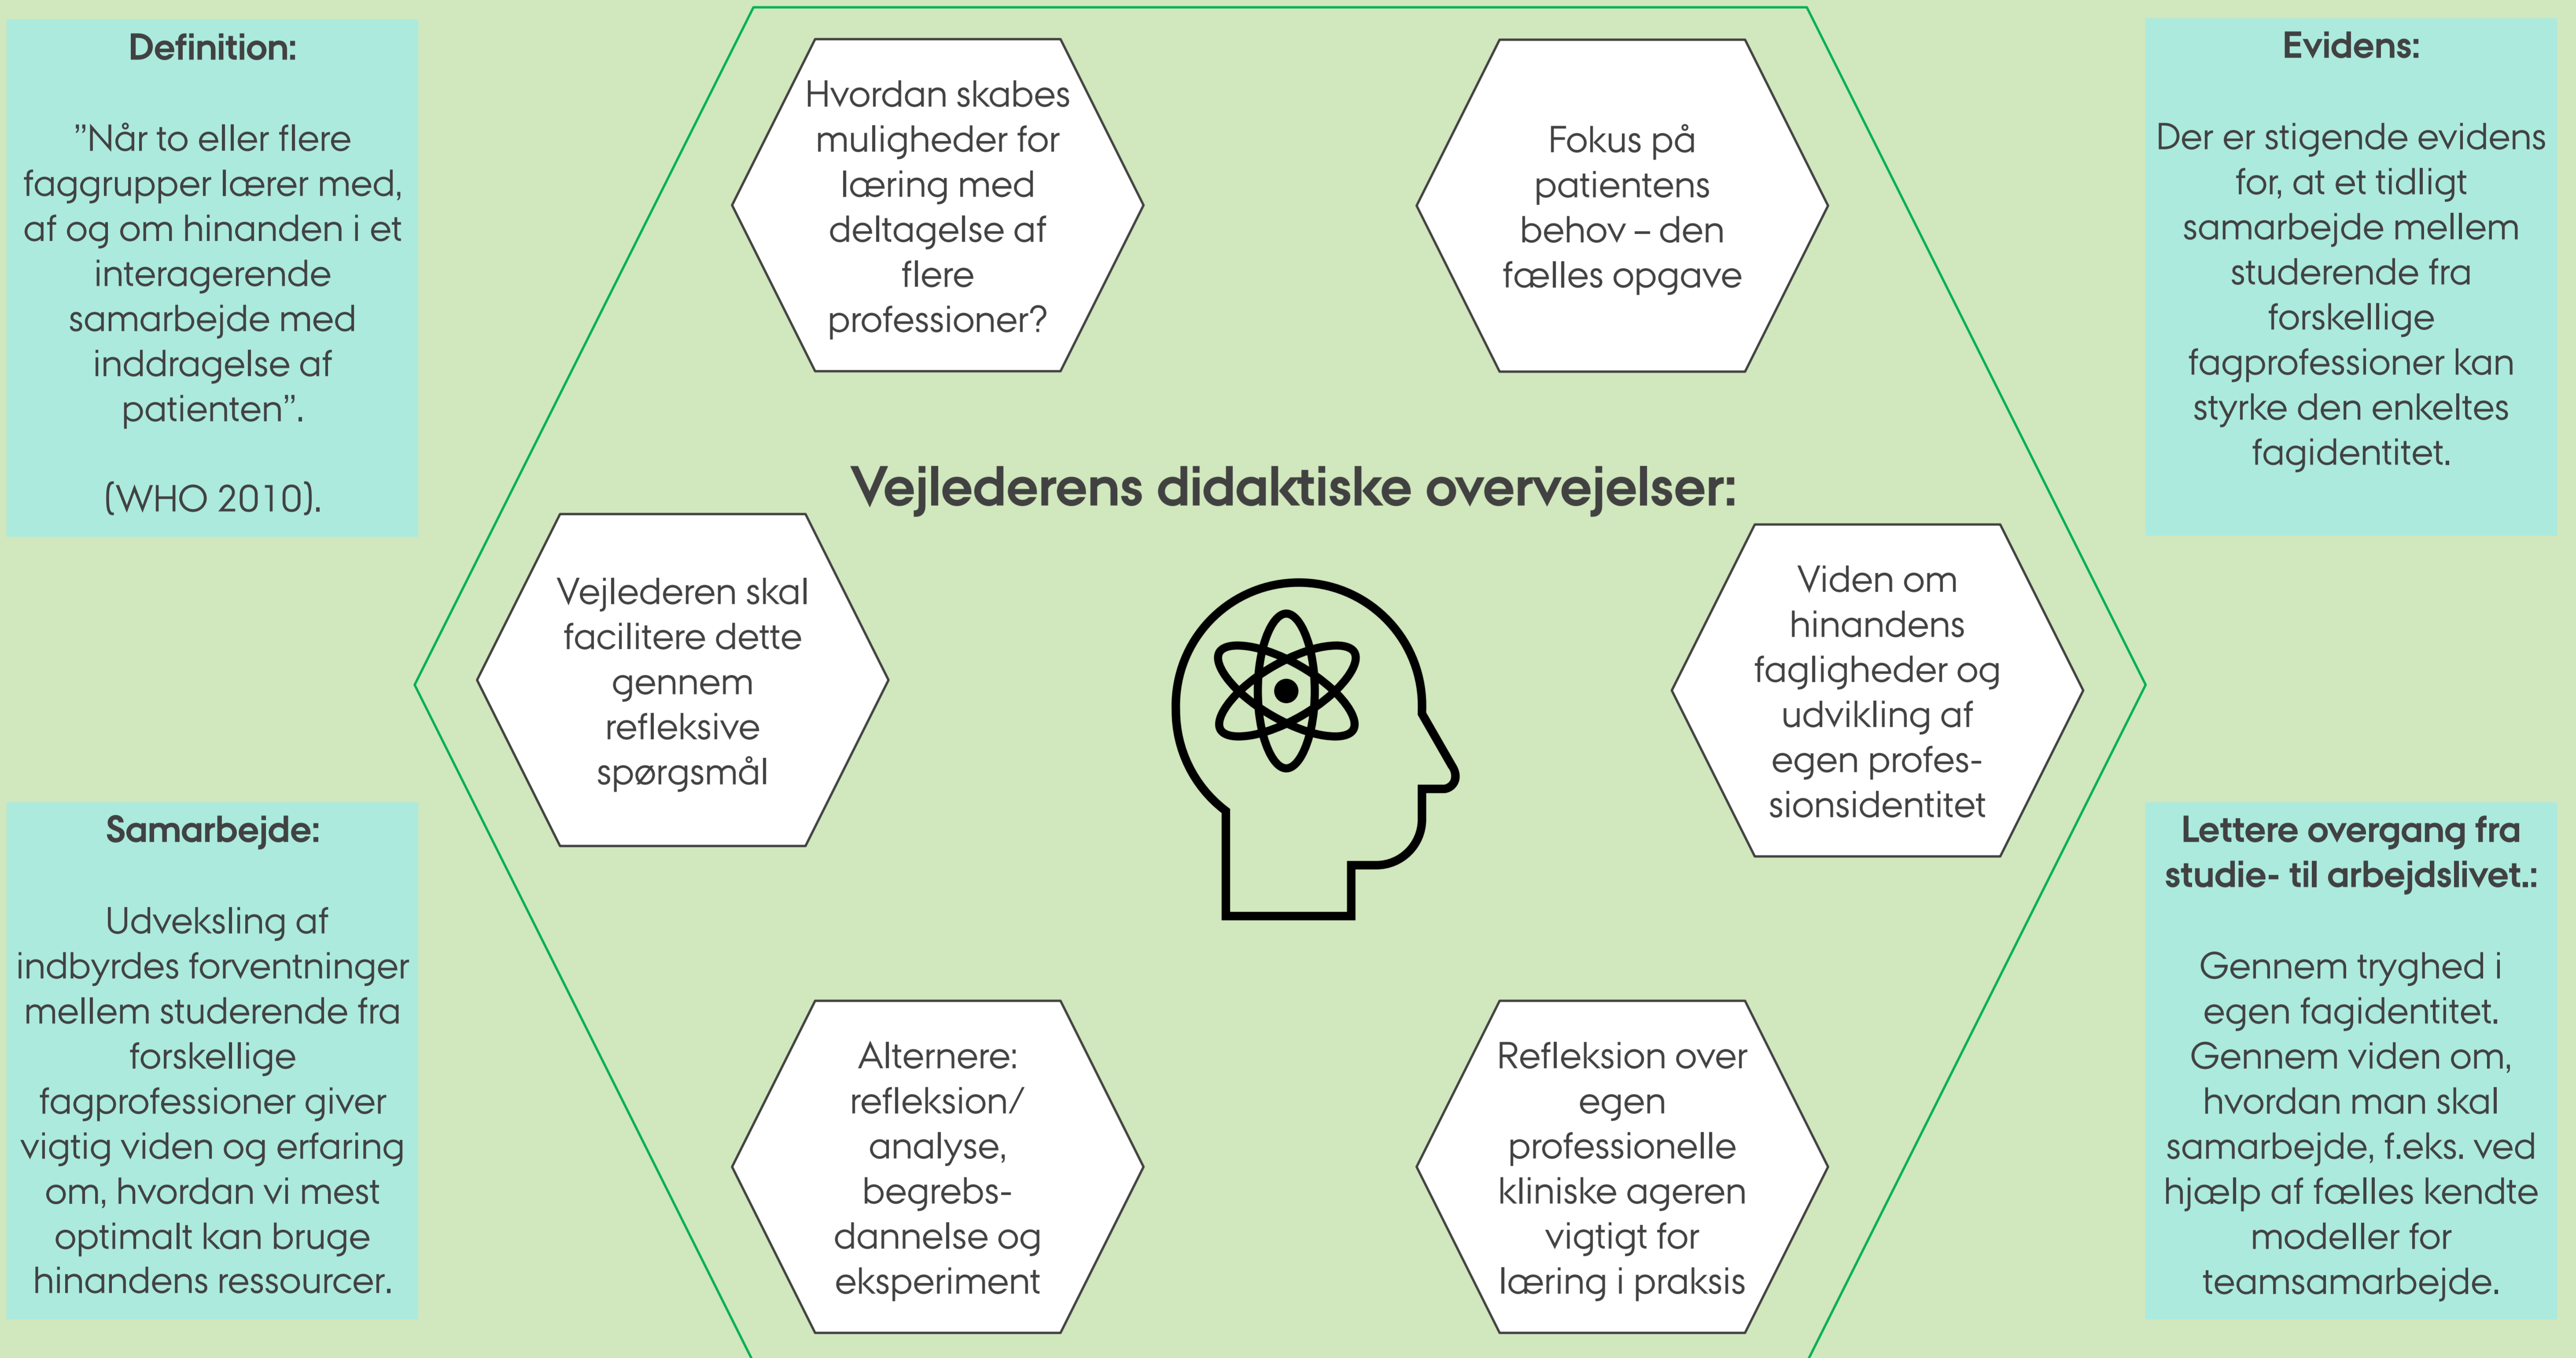 Definition:
”Når to eller flere
faggrupper lærer med,
af og om hinanden i et
interagerende
samarbejde med
inddragelse af
patienten”.
(WHO 2010).
Hvordan skabes
muligheder for
læring med
deltagelse af
flere
professioner?
Fokus på
patientens
behov – den
fælles opgave
Evidens:
Der er stigende evidens
for, at et tidligt
samarbejde mellem
studerende fra
forskellige
fagprofessioner kan
styrke den enkeltes
fagidentitet.
Vejlederens didaktiske overvejelser:
Vejlederen skal
facilitere dette
gennem
refleksive
spørgsmål
Viden om
hinandens
fagligheder og
udvikling af
egen profes-
sionsidentitet
Samarbejde:
Udveksling af
indbyrdes forventninger
mellem studerende fra
forskellige
fagprofessioner giver
vigtig viden og erfaring
om, hvordan vi mest
optimalt kan bruge
hinandens ressourcer.
Alternere:
refleksion/
analyse,
begrebs-
dannelse og
eksperiment
Refleksion over
egen
professionelle
kliniske ageren
vigtigt for
læring i praksis
Lettere overgang fra
studie- til arbejdslivet.:
Gennem tryghed i
egen fagidentitet.
Gennem viden om,
hvordan man skal
samarbejde, f.eks. ved
hjælp af fælles kendte
modeller for
teamsamarbejde.